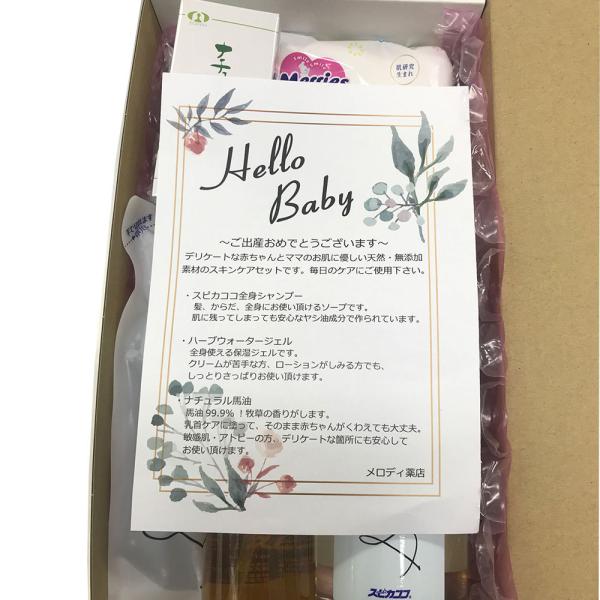 ナチュ
Merries
肌研究
生まれ
Hello
Baby
～ご出産おめでとうございます～
デリケートな赤ちゃんとママのお肌に優しい天然・無添加
素材のスキンケアセットです。毎日のケアにご使用下さい。
・スピカココ全身シャンプー
髪、からだ、全身にお使い頂けるソープです。
肌に残ってしまっても安心なヤシ油成分で作られています。
・ハーブウォータージェル
全身使える保湿ジェルです。
クリームが苦手な方、ローションがしみる方でも、
しっとりさっぱりお使い頂けます。
・ナチュラル馬油
馬油 99.9%！牧草の香りがします。
乳首ケアに塗って、そのまま赤ちゃんがくわえても大丈夫。
敏感肌・アトピーの方、デリケートな箇所にも安心して
お使い頂けます。
メロディ薬店
スピカココ